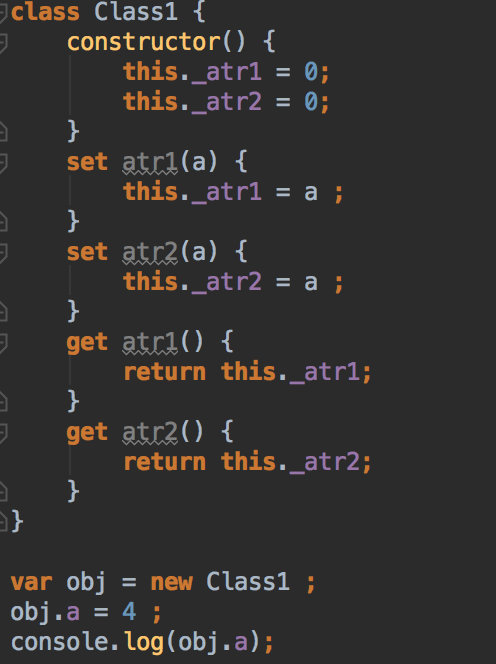 class Class1 {
constructor() {
this._atr1 = 0;
this._atr2 = 0;
}
set atr1(a) {
this._atr1 = a ;
}
set atr2(a) {
this._atr2 = a ;
}
get atr1() {
return this._atr1;
}
get atr2() {
return this._atr2;
}
}
var obj = new Class1 ;
obj.a = 4 ;
console.log(obj.a);